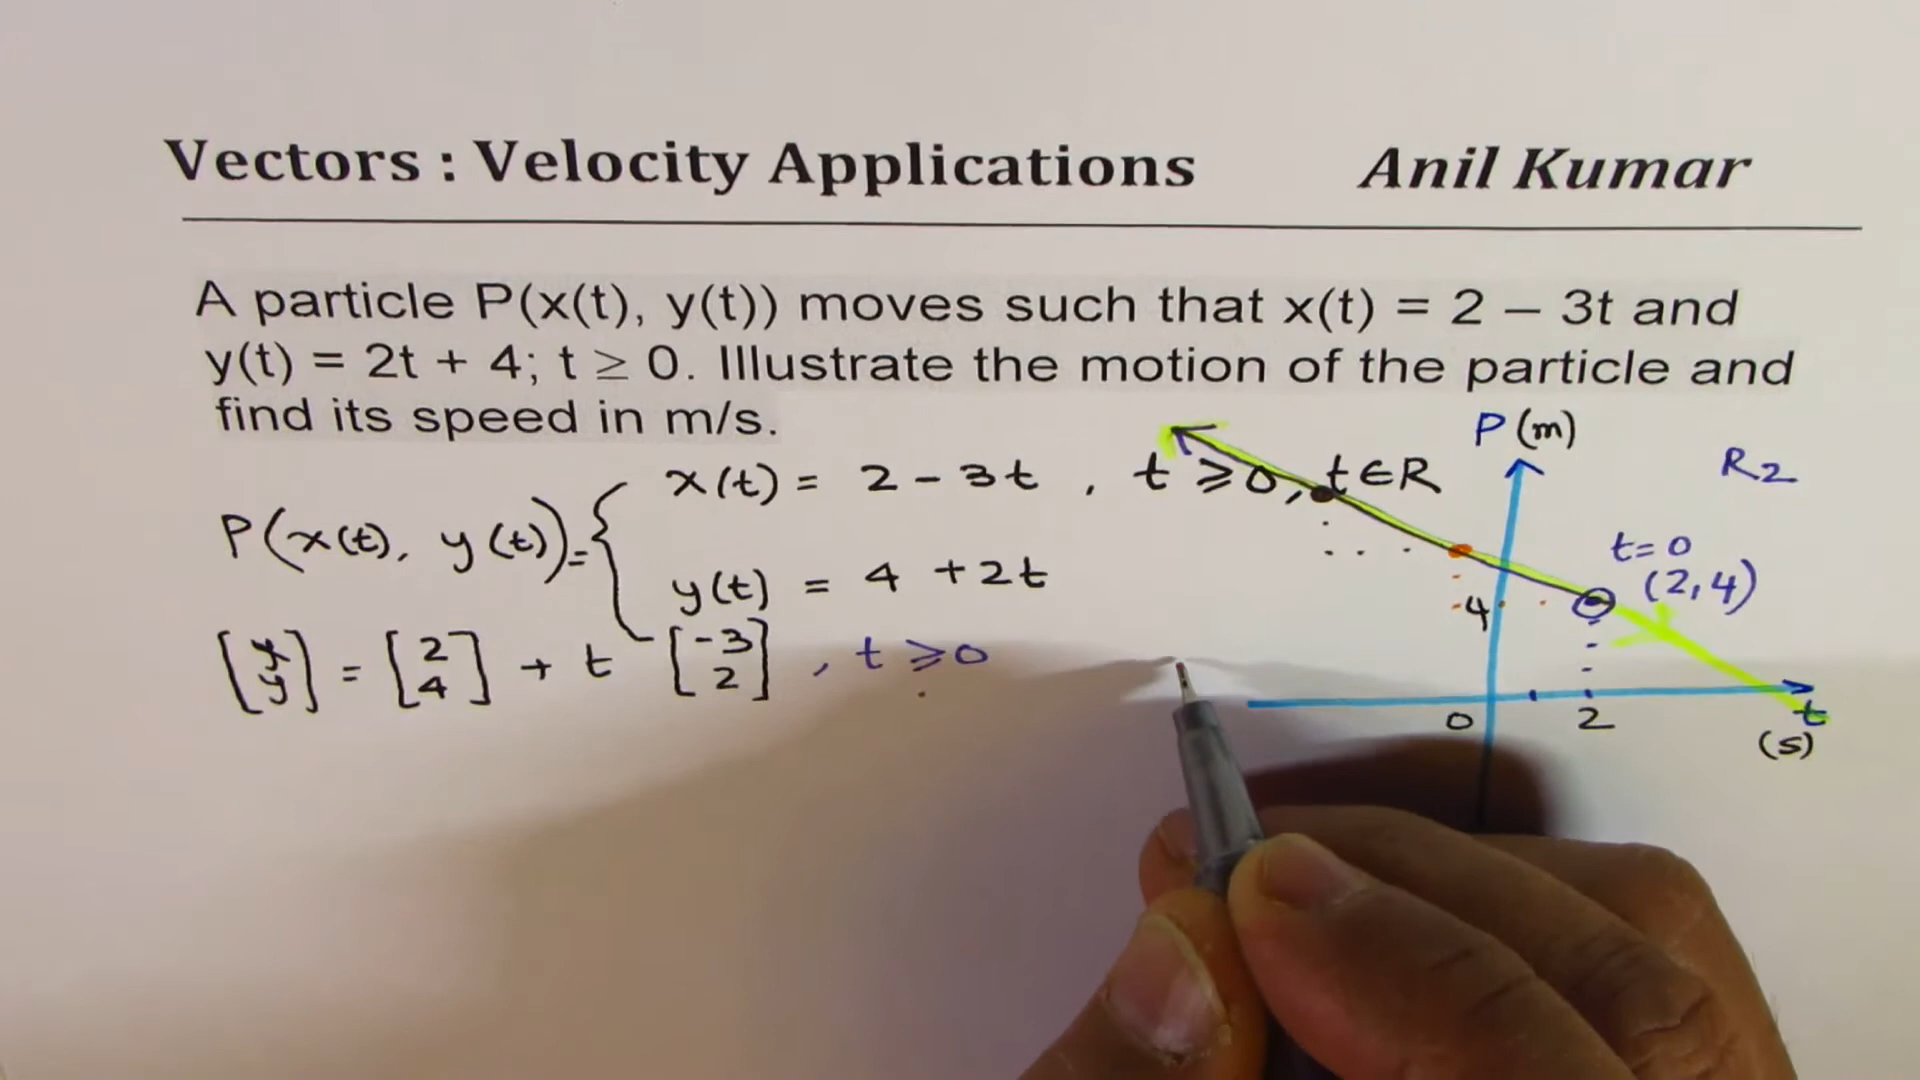 Vectors : Velocity Applications Anil Kumar
A particle P(x(t), y(t)) moves such that x(t) = 2 – 3t and
y(t) = 2t + 4; t ≥ 0. Illustrate the motion of the particle and
find its speed in m/s.
P(x(t), y(t)) = { x(t) = 2 - 3t , t ≥ 0, t ∈ R
y(t) = 4 + 2t
[x y] = [2 4] + t [-3 2] , t ≥ 0
P (m)
R2
t = 0
(2, 4)
4
0
2
t
(s)